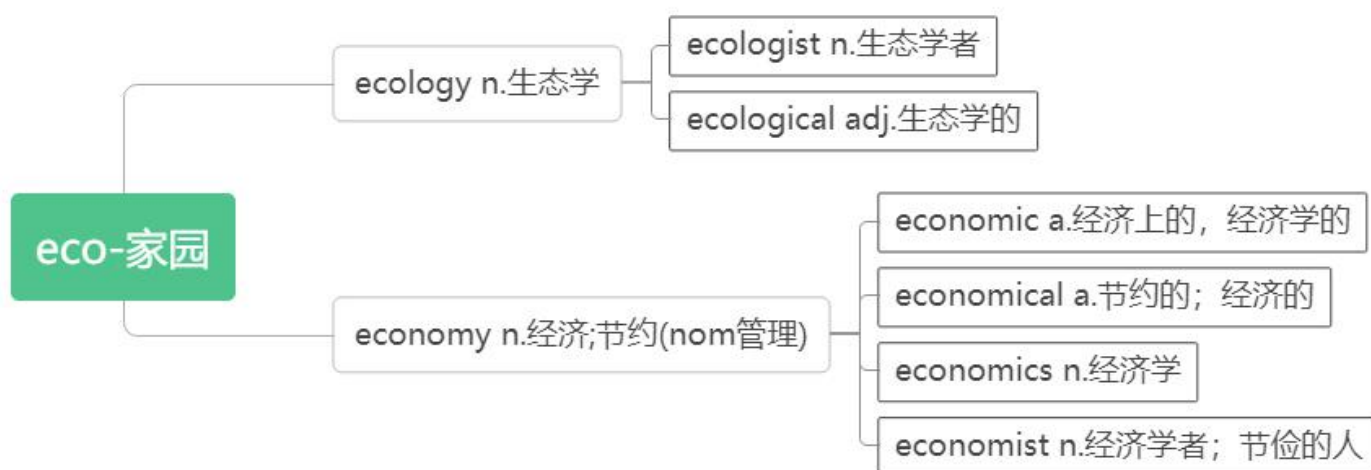 eco-家园
ecology n.生态学
ecologist n.生态学者
ecological adj.生态学的
economy n.经济;节约(nom管理)
economic a.经济上的，经济学的
economical a.节约的；经济的
economics n.经济学
economist n.经济学者；节俭的人